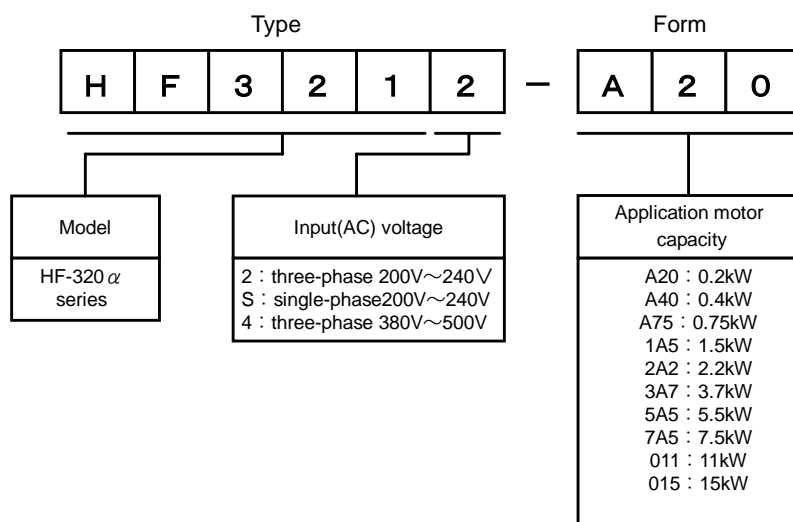 Type
Form
H F 3 2 1 2 - A 2 0
Model
HF-320α
series
Input(AC) voltage
2：three-phase 200V～240V
S：single-phase200V～240V
4：three-phase 380V～500V
Application motor
capacity
A20：0.2kW
A40：0.4kW
A75：0.75kW
1A5：1.5kW
2A2：2.2kW
3A7：3.7kW
5A5：5.5kW
7A5：7.5kW
011：11kW
015：15kW